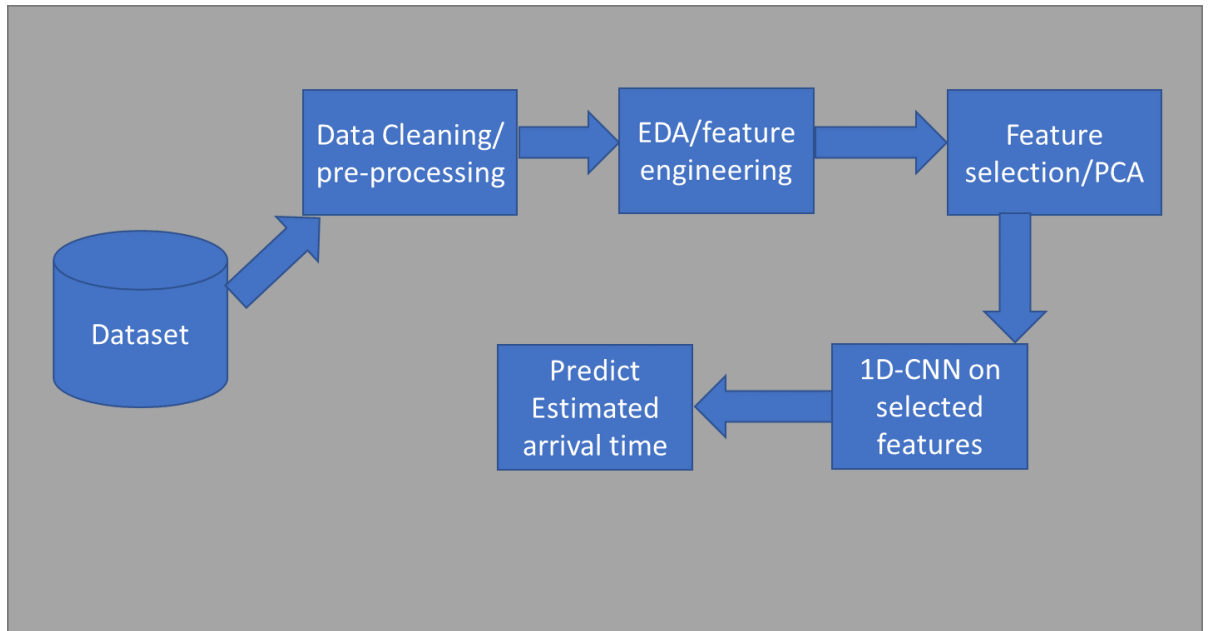 Data Cleaning/
pre-processing
EDA/feature
engineering
Feature
selection/PCA
Dataset
Predict
Estimated
arrival time
1D-CNN on
selected
features